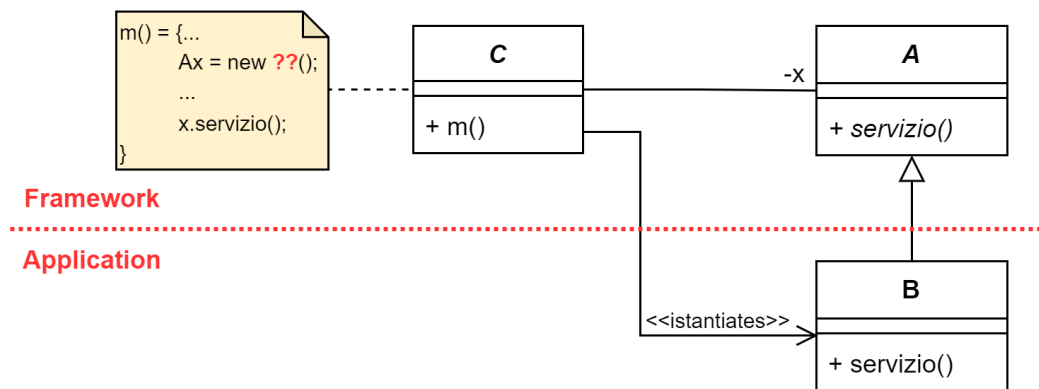 m() = {...
Ax = new ??();
...
x.servizio();
}
C
+ m()
-x
A
+ servizio()
Framework
Application
<<istantiates>>
B
+ servizio()